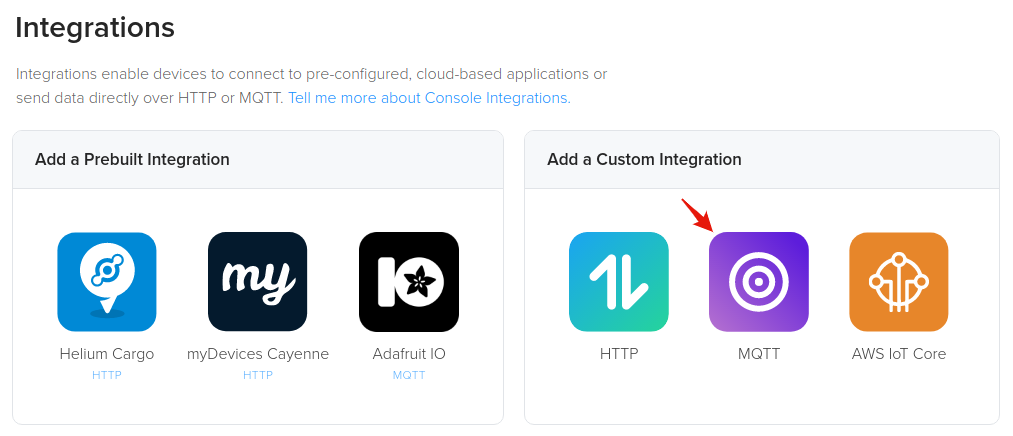 Integrations
Integrations enable devices to connect to pre-configured, cloud-based applications or
send data directly over HTTP or MQTT. Tell me more about Console Integrations.
Add a Prebuilt Integration
my
IO
Helium Cargo
HTTP
myDevices Cayenne
HTTP
Adafruit IO
MQTT
Add a Custom Integration
HTTP
MQTT
AWS IoT Core